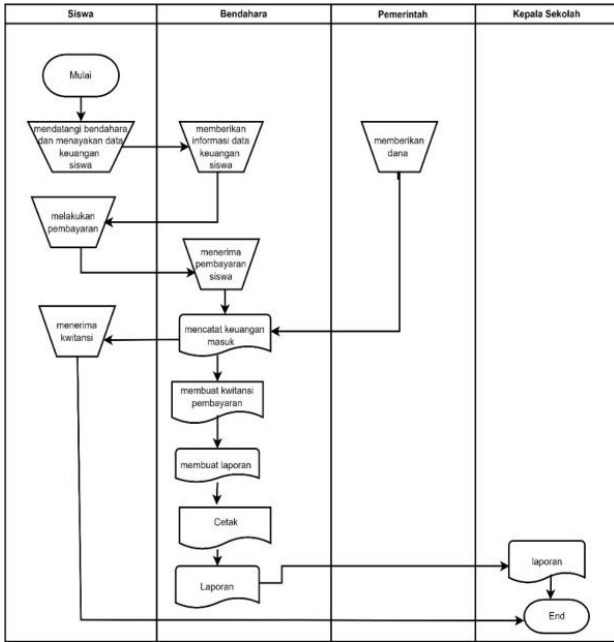 Siswa
Bendahara
Pemerintah
Kepala Sekolah
Mulai
mendatangi bendahara
dan menayakan data
keuangan
siswa
memberikan
informasi data
keuangan
siswa
memberikan
dana
melakukan
pembayaran
menerima
pembayaran
siswa
menerima
kwitansi
mencatat keuangan
masuk
membuat kwitansi
pembayaran
membuat laporan
Cetak
Laporan
laporan
End